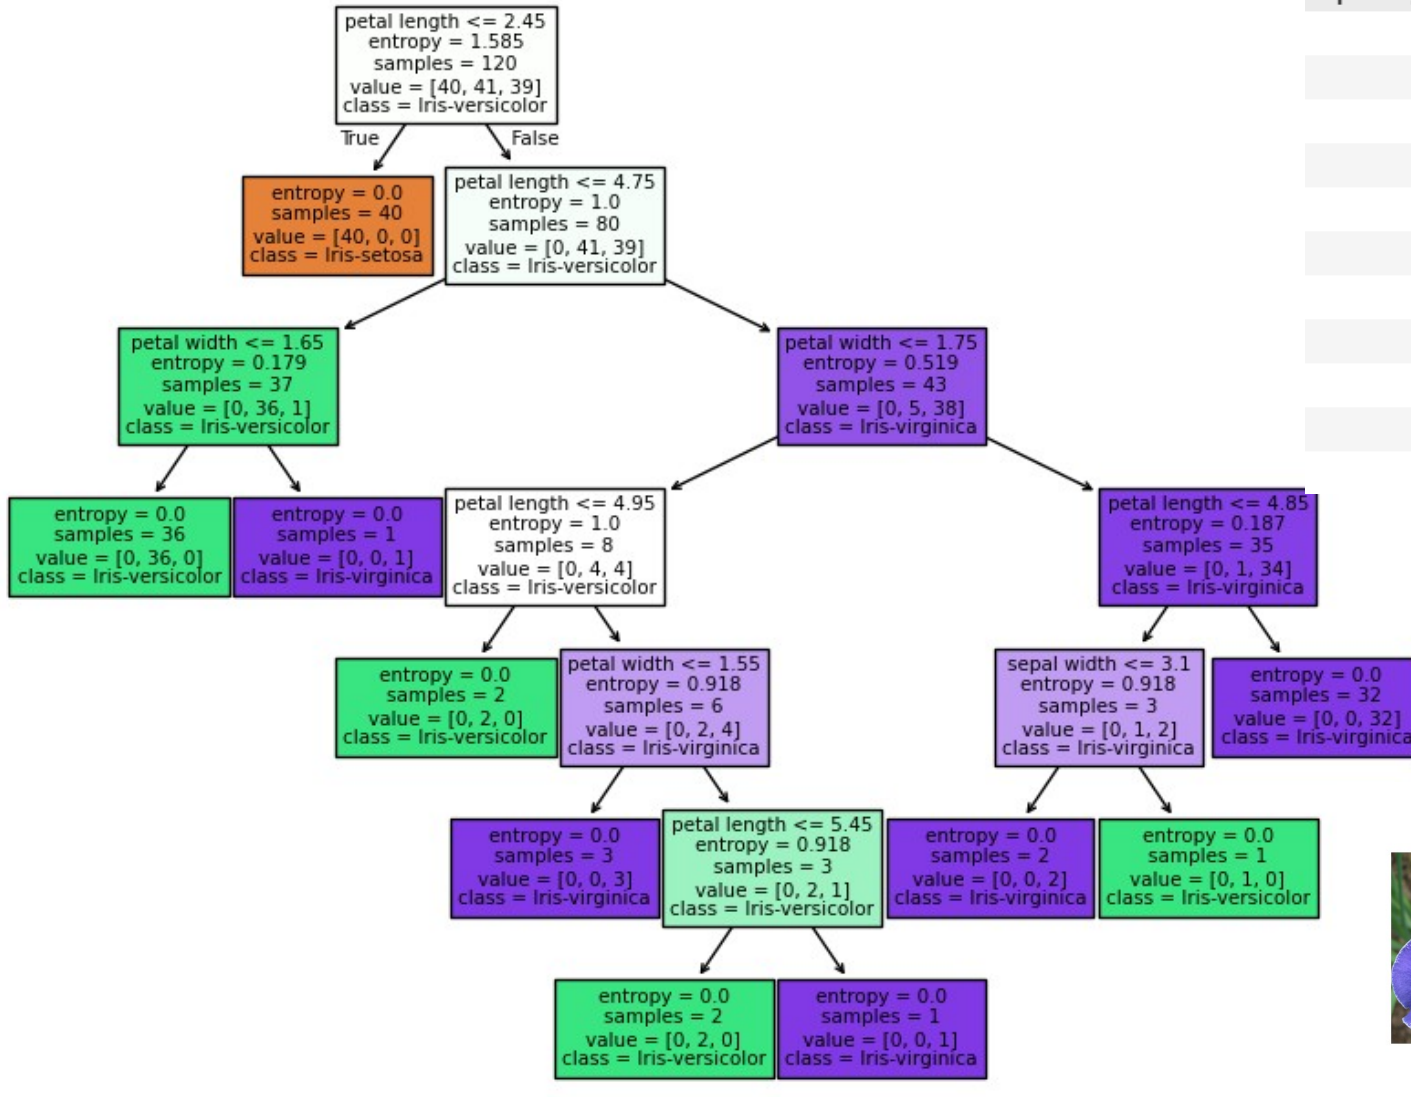 petal length <= 2.45
entropy = 1.585
samples = 120
value = [40, 41, 39]
class = Iris-versicolor
True
False
entropy = 0.0
samples = 40
value = [40, 0, 0]
class = Iris-setosa
petal length <= 4.75
entropy = 1.0
samples = 80
value = [0, 41, 39]
class = Iris-versicolor
petal width <= 1.65
entropy = 0.179
samples = 37
value = [0, 36, 1]
class = Iris-versicolor
petal width <= 1.75
entropy = 0.519
samples = 43
value = [0, 5, 38]
class = Iris-virginica
entropy = 0.0
samples = 36
value = [0, 36, 0]
class = Iris-versicolor
entropy = 0.0
samples = 1
value = [0, 0, 1]
class = Iris-virginica
petal length <= 4.95
entropy = 1.0
samples = 8
value = [0, 4, 4]
class = Iris-versicolor
petal length <= 4.85
entropy = 0.187
samples = 35
value = [0, 1, 34]
class = Iris-virginica
entropy = 0.0
samples = 2
value = [0, 2, 0]
class = Iris-versicolor
petal width <= 1.55
entropy = 0.918
samples = 6
value = [0, 2, 4]
class = Iris-virginica
sepal width <= 3.1
entropy = 0.918
samples = 3
value = [0, 1, 2]
class = Iris-virginica
entropy = 0.0
samples = 32
value = [0, 0, 32]
class = Iris-virginica
entropy = 0.0
samples = 3
value = [0, 0, 3]
class = Iris-virginica
petal length <= 5.45
entropy = 0.918
samples = 3
value = [0, 2, 1]
class = Iris-versicolor
entropy = 0.0
samples = 2
value = [0, 0, 2]
class = Iris-virginica
entropy = 0.0
samples = 1
value = [0, 1, 0]
class = Iris-versicolor
entropy = 0.0
samples = 2
value = [0, 2, 0]
class = Iris-versicolor
entropy = 0.0
samples = 1
value = [0, 0, 1]
class = Iris-virginica